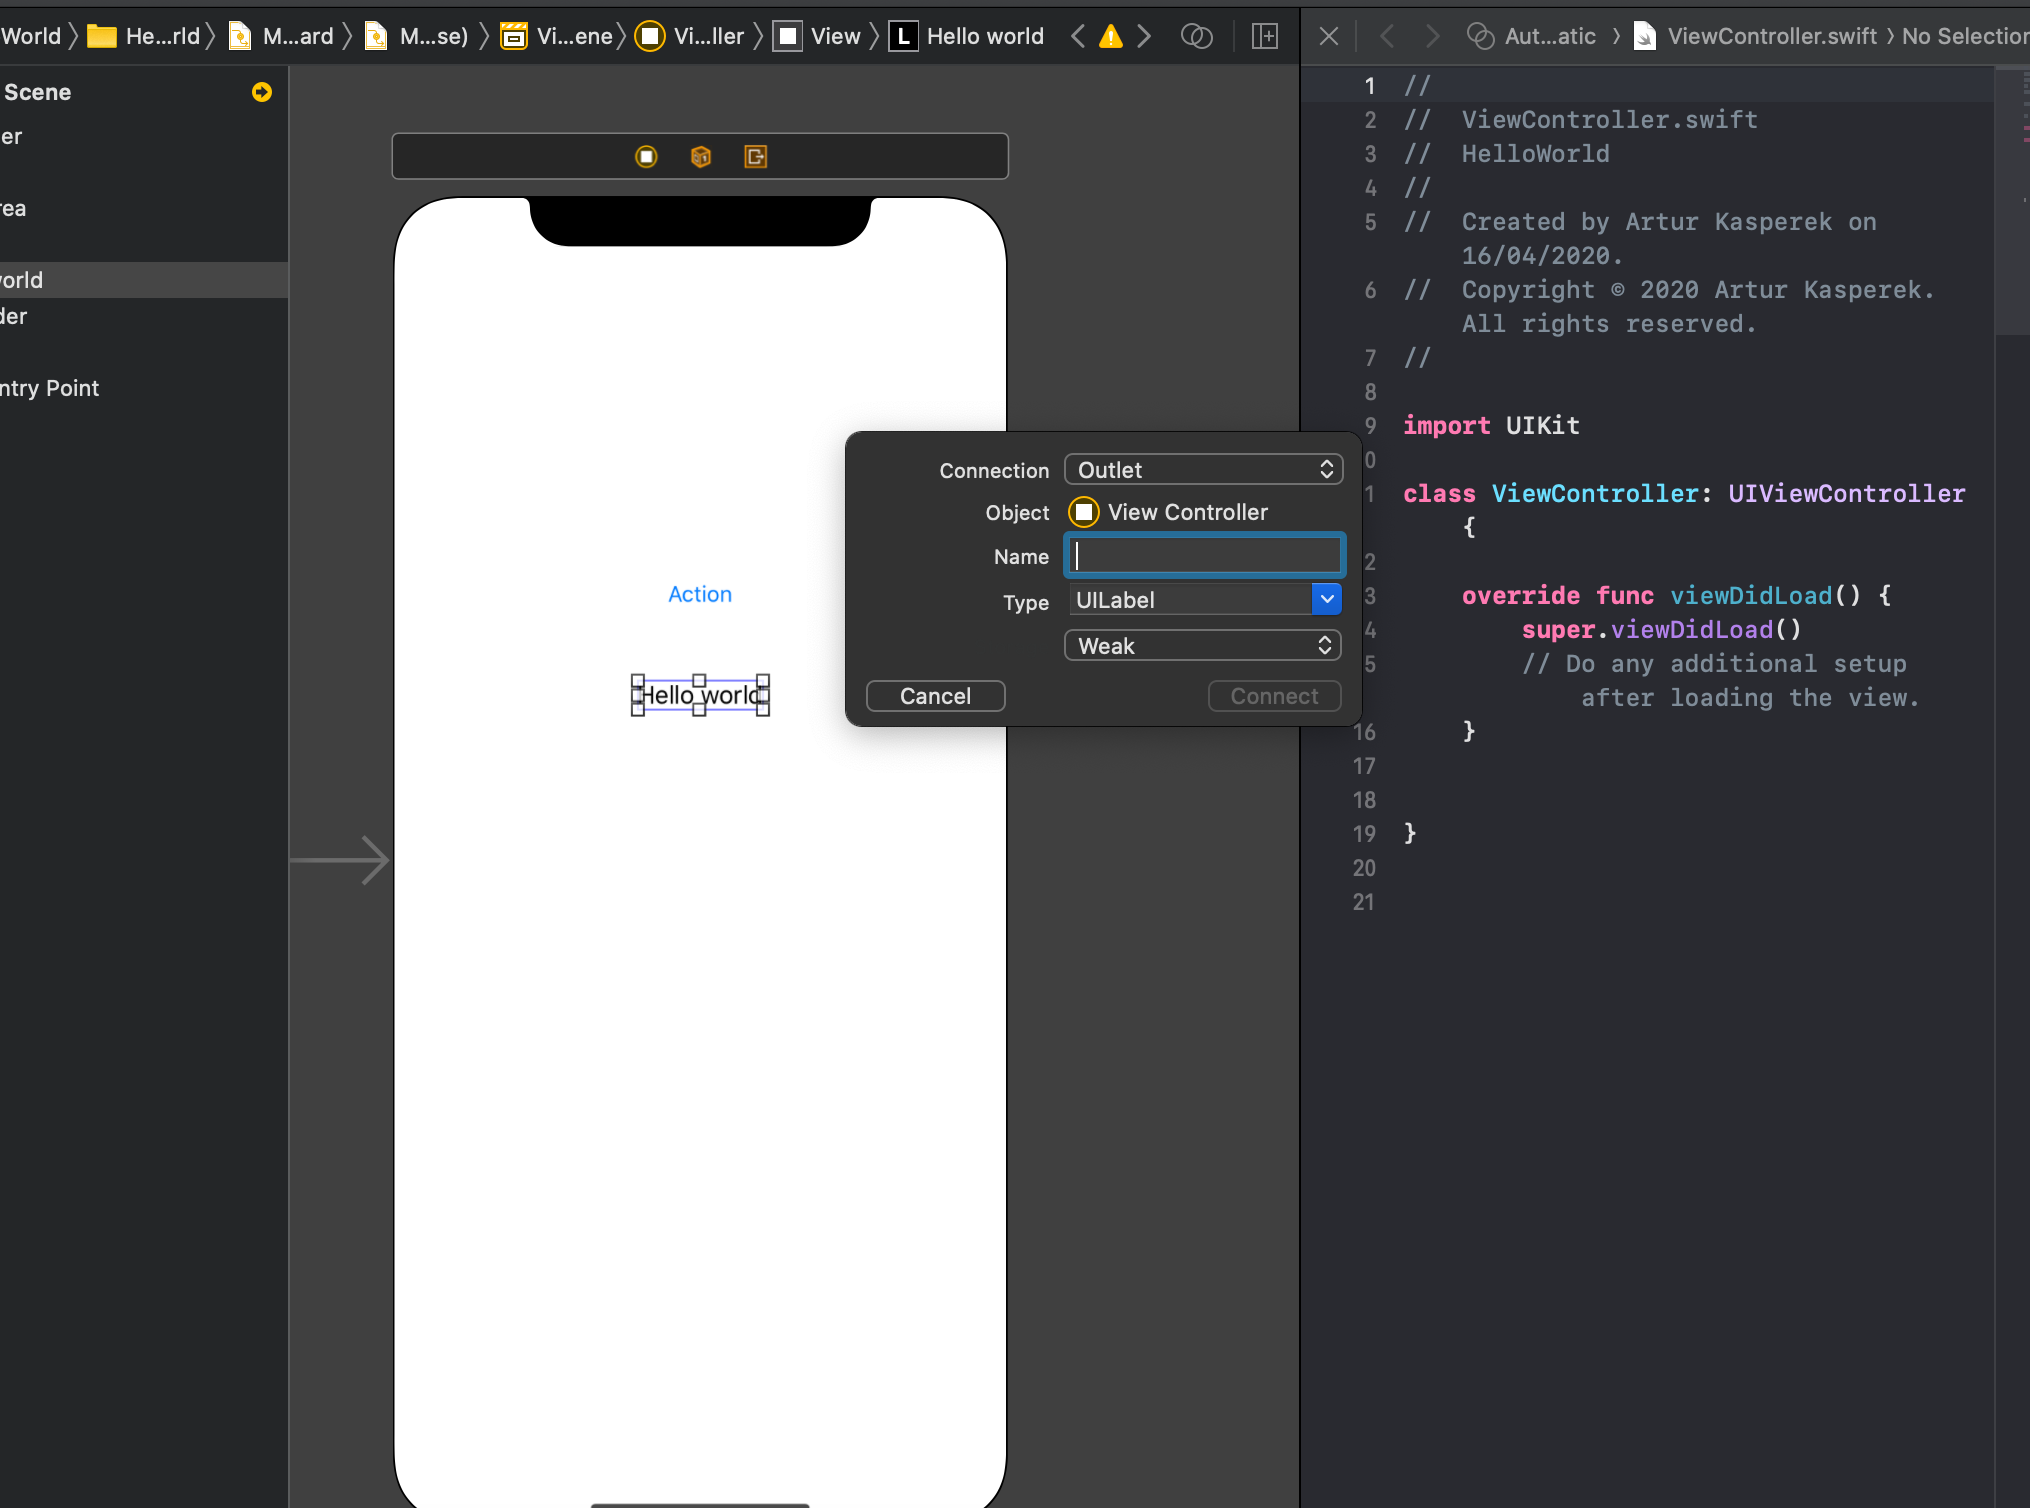 World He...rld M...ard M...se) Vi...ene Vi...ller View L Hello world
Aut...atic ViewController.swift No Selection
Scene
er
rea
world
der
ntry Point
Action
Hello world
Connection Outlet
Object View Controller
Name
Type UILabel
Weak
Cancel Connect
1 //
2 // ViewController.swift
3 // HelloWorld
4 //
5 // Created by Artur Kasperek on
16/04/2020.
6 // Copyright © 2020 Artur Kasperek.
All rights reserved.
7 //
8
9 import UIKit
0
1 class ViewController: UIViewController
{
2
3 override func viewDidLoad() {
4 super.viewDidLoad()
5 // Do any additional setup
after loading the view.
16 }
17
18
19 }
20
21